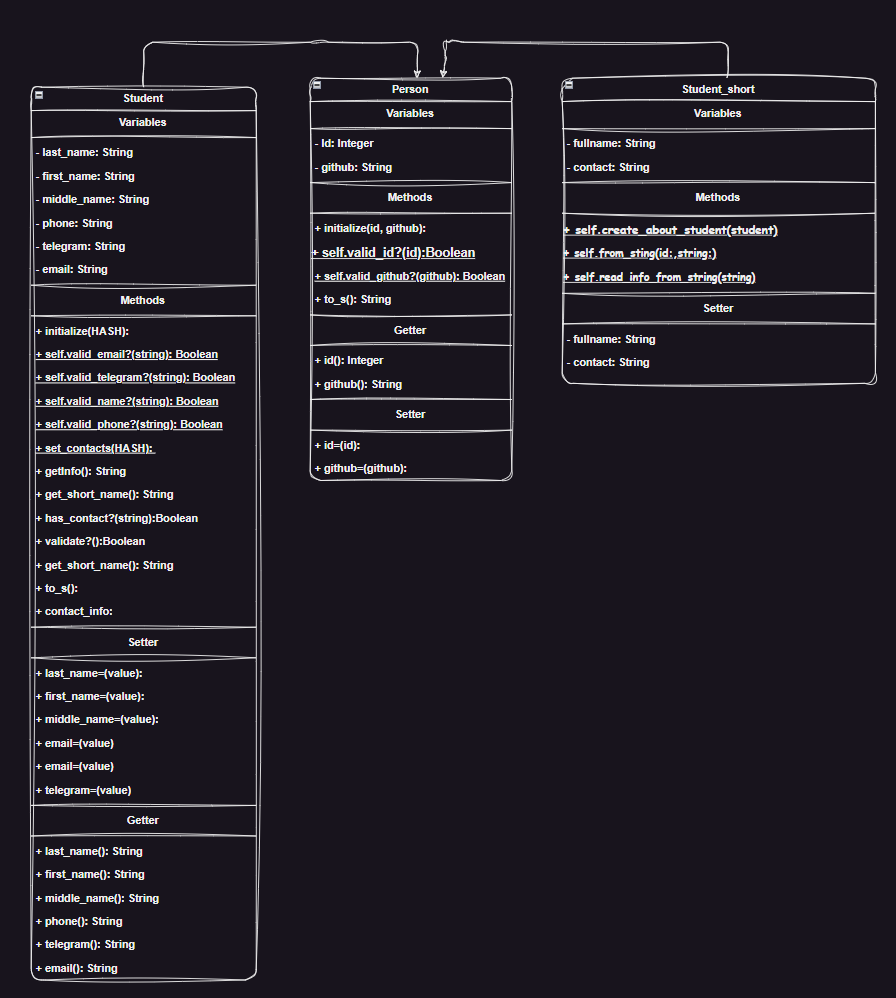 Student
Variables
- last_name: String
- first_name: String
- middle_name: String
- phone: String
- telegram: String
- email: String
Methods
+ initialize(HASH):
+ self.valid_email?(string): Boolean
+ self.valid_telegram?(string): Boolean
+ self.valid_name?(string): Boolean
+ self.valid_phone?(string): Boolean
+ set_contacts(HASH):
+ getInfo(): String
+ get_short_name(): String
+ has_contact?(string):Boolean
+ validate?():Boolean
+ get_short_name(): String
+ to_s():
+ contact_info:
Setter
+ last_name=(value):
+ first_name=(value):
+ middle_name=(value):
+ email=(value)
+ email=(value)
+ telegram=(value)
Getter
+ last_name(): String
+ first_name(): String
+ middle_name(): String
+ phone(): String
+ telegram(): String
+ email(): String
Person
Variables
- Id: Integer
- github: String
Methods
+ initialize(id, github):
+ self.valid_id?(id):Boolean
+ self.valid_github?(github): Boolean
+ to_s(): String
Getter
+ id(): Integer
+ github(): String
Setter
+ id=(id):
+ github=(github):
Student_short
Variables
- fullname: String
- contact: String
Methods
+ self.create_about_student(student)
+ self.from_sting(id:,string:)
+ self.read_info_from_string(string)
Setter
- fullname: String
- contact: String